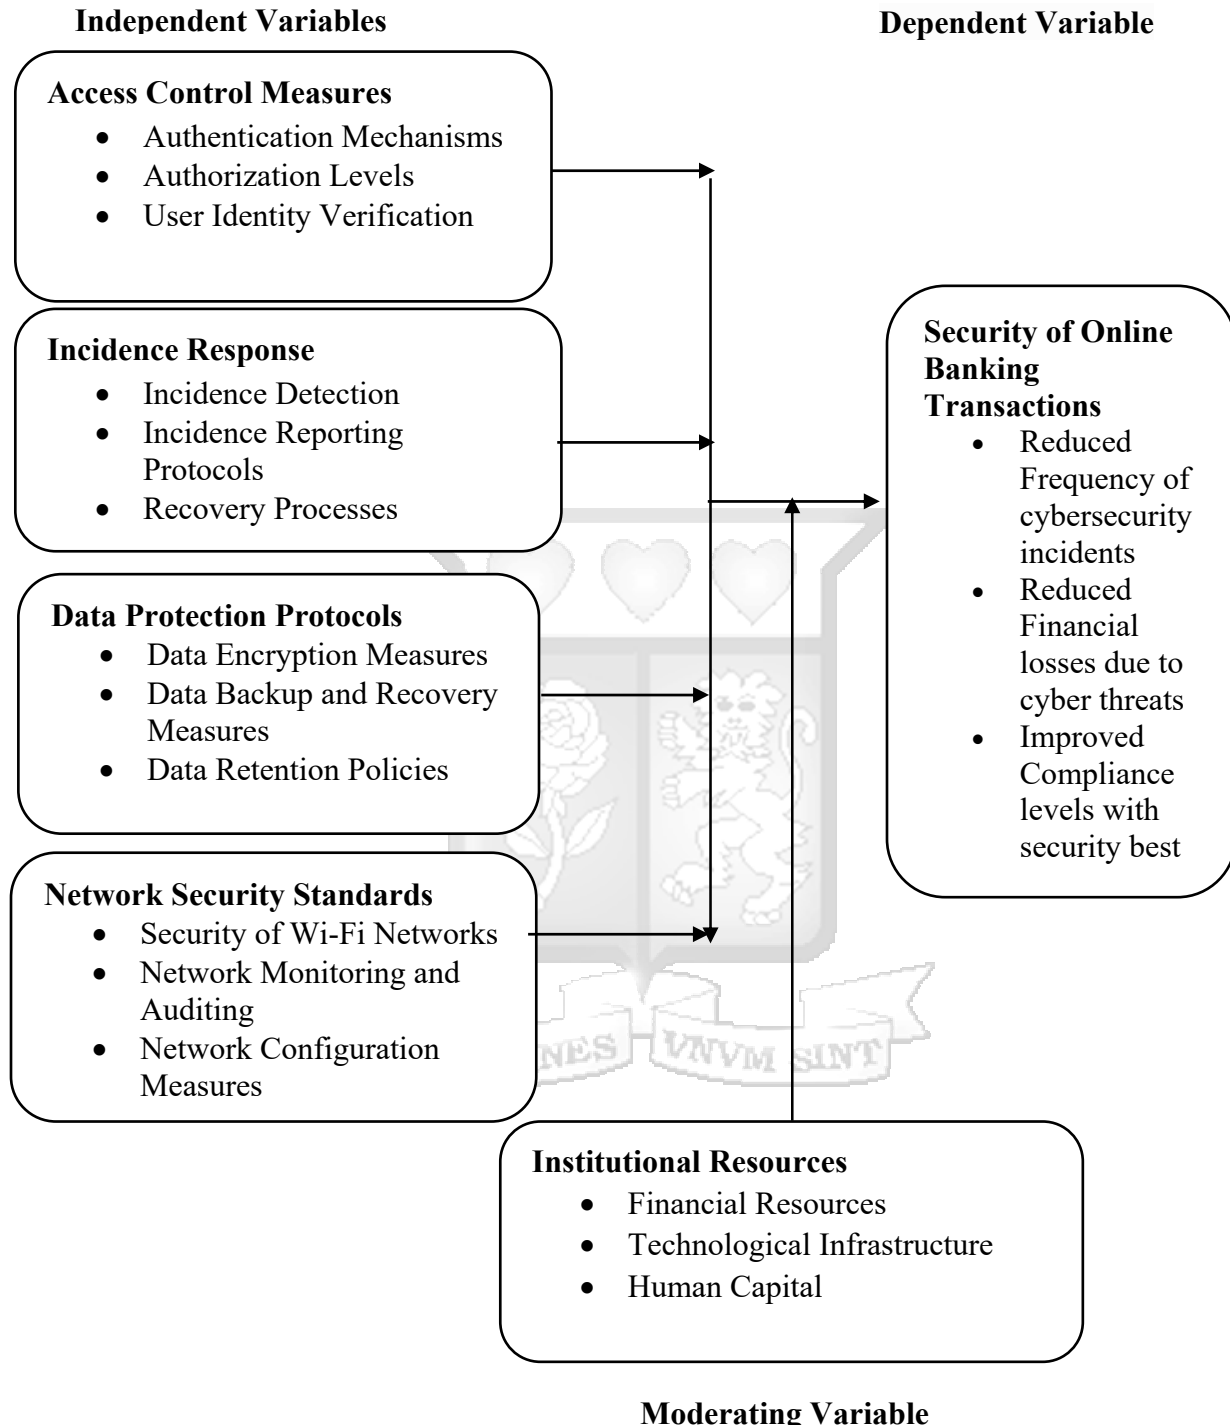 Independent Variables
Dependent Variable
Access Control Measures
• Authentication Mechanisms
• Authorization Levels
• User Identity Verification
Incidence Response
• Incidence Detection
• Incidence Reporting
Protocols
• Recovery Processes
Data Protection Protocols
• Data Encryption Measures
• Data Backup and Recovery
Measures
• Data Retention Policies
Network Security Standards
• Security of Wi-Fi Networks
• Network Monitoring and
Auditing
• Network Configuration
Measures
Security of Online
Banking
Transactions
• Reduced
Frequency of
cybersecurity
incidents
• Reduced
Financial
losses due to
cyber threats
• Improved
Compliance
levels with
security best
VNVM SINT
Institutional Resources
• Financial Resources
• Technological Infrastructure
• Human Capital
Moderating Variable